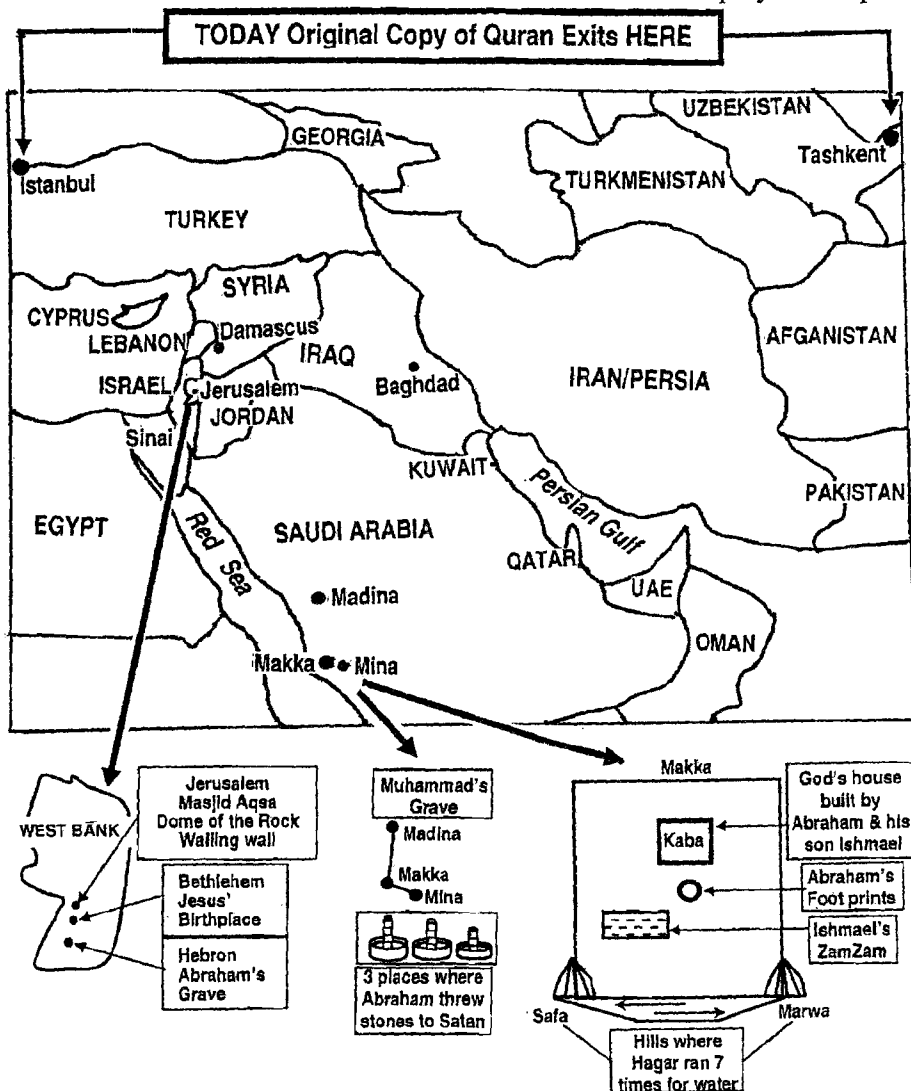 TODAY Original Copy of Quran Exits HERE
UZBEKISTAN
GEORGIA
Tashkent
Istanbul
TURKMENISTAN
TURKEY
SYRIA
CYPRUS
Damascus
LEBANON
AFGANISTAN
IRAQ
ISRAEL
Jerusalem
Baghdad
IRAN/PERSIA
JORDAN
Sinai
KUWAIT
Persian Gulf
PAKISTAN
EGYPT
Red Sea
SAUDI ARABIA
QATAR
UAE
Madina
OMAN
Makka
Mina
WEST BANK
Jerusalem
Masjid Aqsa
Dome of the Rock
Walling wall
Bethlehem
Jesus'
Birthplace
Hebron
Abraham's
Grave
Muhammad's
Grave
Madina
Makka
Mina
3 places where
Abraham threw
stones to Satan
Makka
Kaba
God's house
built by
Abraham & his
son Ishmael
Abraham's
Foot prints
Ishmael's
ZamZam
Safa
Marwa
Hills where
Hagar ran 7
times for water